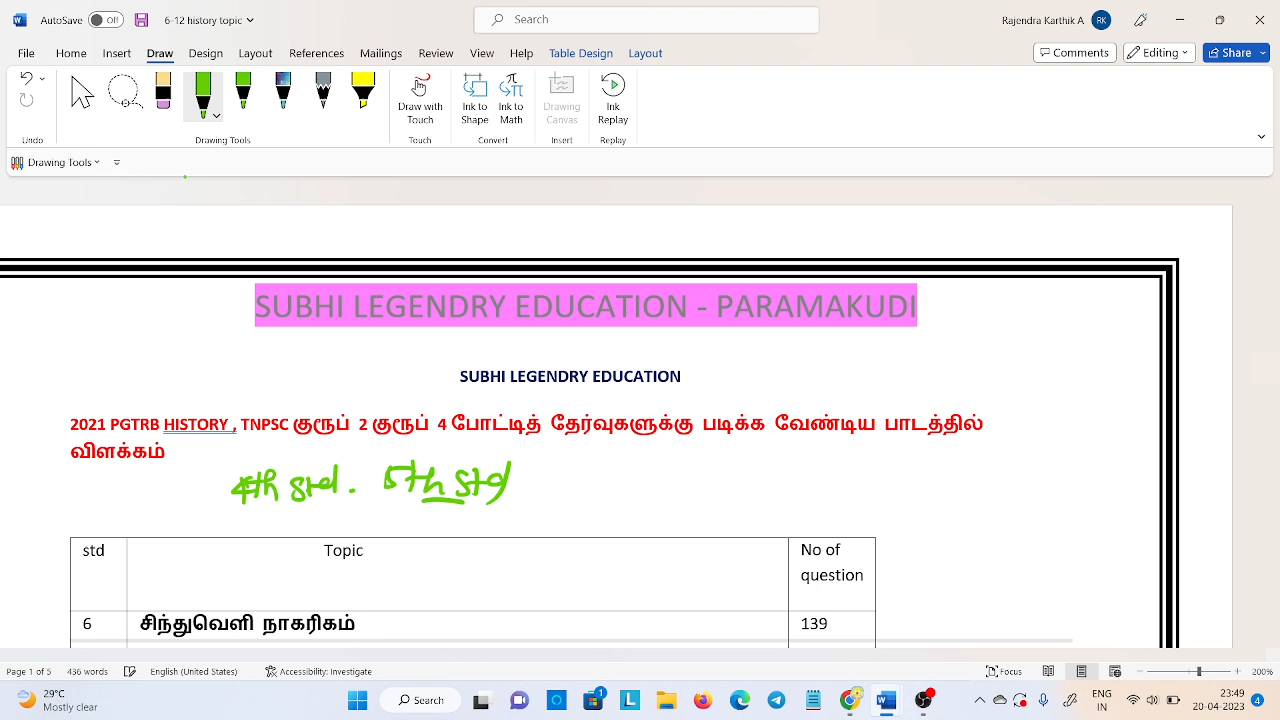 AutoSave Off 6-12 history topic Search Rajendra Karthik A RK
File Home Insert Draw Design Layout References Mailings Review View Help Table Design Layout Comments Editing Share
Draw with Touch Ink to Shape Ink to Math Drawing Canvas Ink Replay
Undo Drawing Tools Touch Convert Insert Replay
Drawing Tools
SUBHI LEGENDRY EDUCATION - PARAMAKUDI
SUBHI LEGENDRY EDUCATION
2021 PGTRB HISTORY , TNPSC குரூப் 2 குரூப் 4 போட்டித் தேர்வுகளுக்கு படிக்க வேண்டிய பாடத்தில்
விளக்கம்
4th std. 5th std
std Topic No of question
6 சிந்துவெளி நாகரிகம் 139
Page 1 of 5 436 words English (United States) Accessibility: Investigate Focus 200%
29°C Mostly clear Search ENG IN 23:49 20-04-2023 4